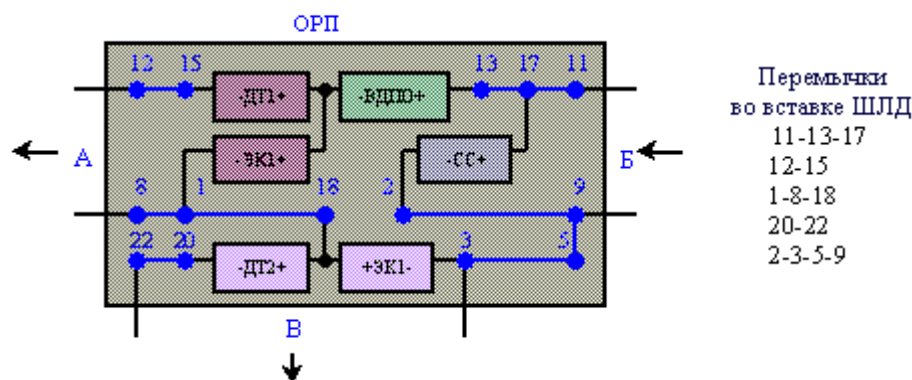 ОРП
12 15 -ДТ1+ -ВДП0+ 13 17 11
Перемычки
во вставке ШЛД
11-13-17
12-15
1-8-18
20-22
2-3-5-9
А -ЭК1+ -СС+ Б
8 1 18 2 9
22 20 -ДТ2+ +ЭК1- 3 5
В